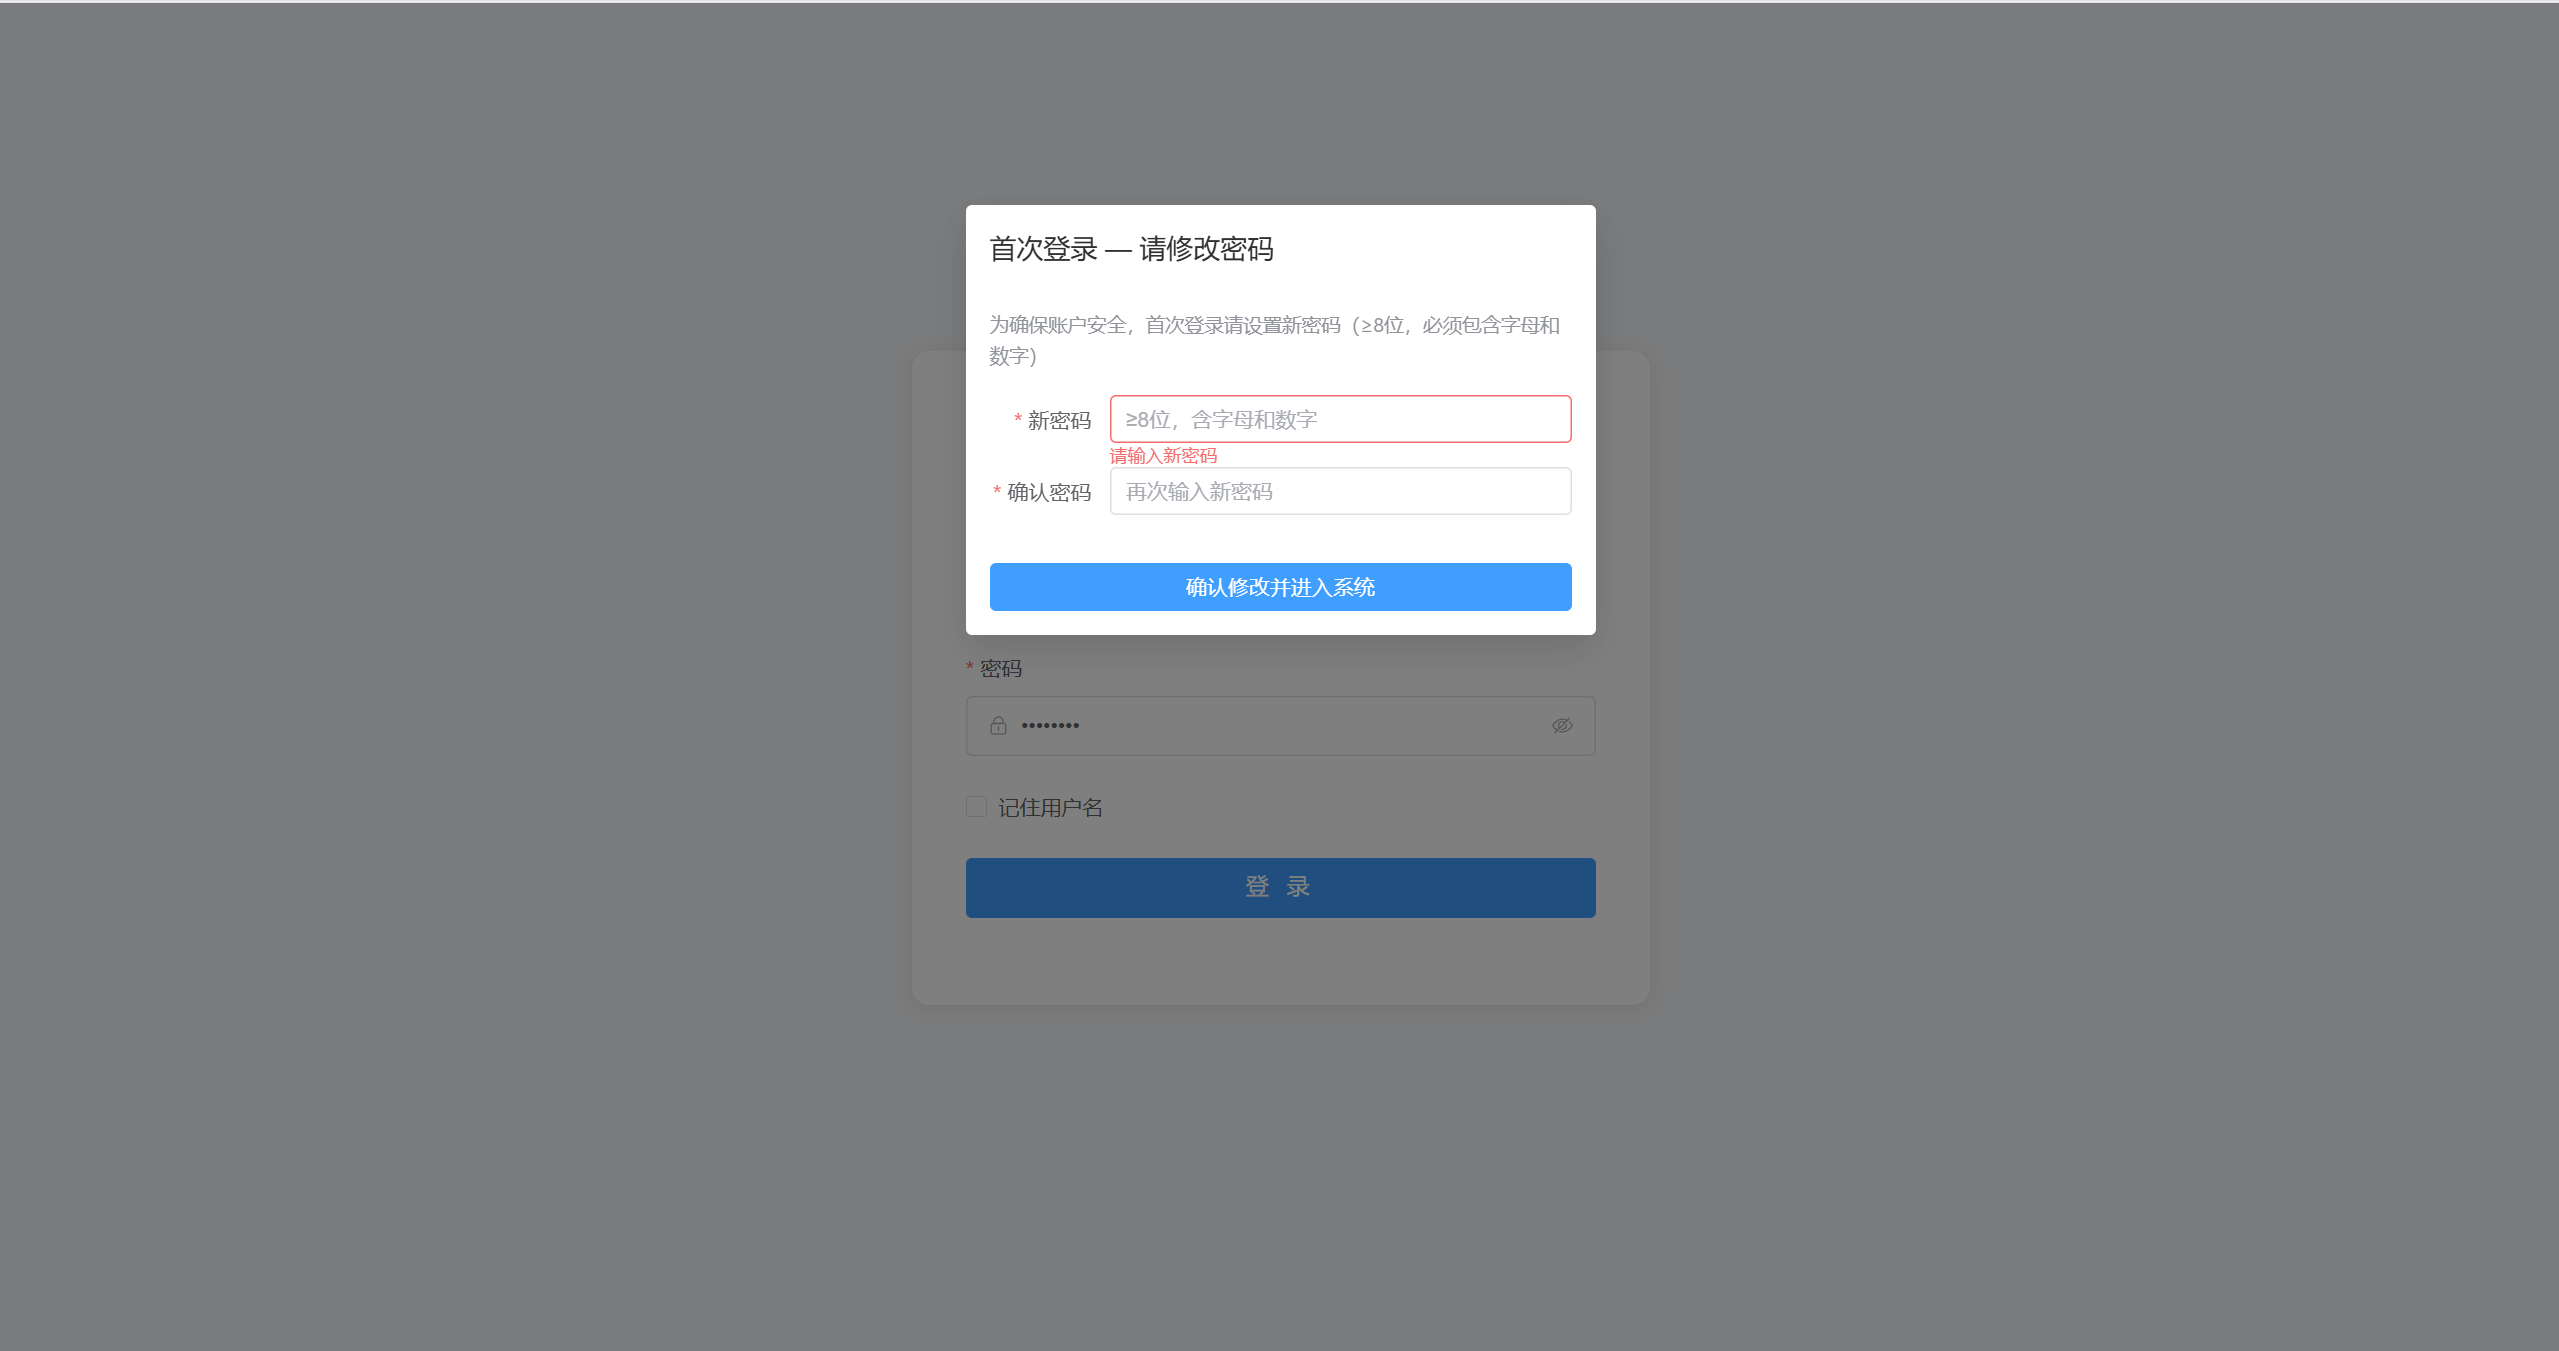 首次登录 — 请修改密码
为确保账户安全，首次登录请设置新密码（≥8位，必须包含字母和
数字）
* 新密码 ≥8位，含字母和数字
请输入新密码
* 确认密码 再次输入新密码
确认修改并进入系统
* 密码
••••••••
记住用户名
登 录